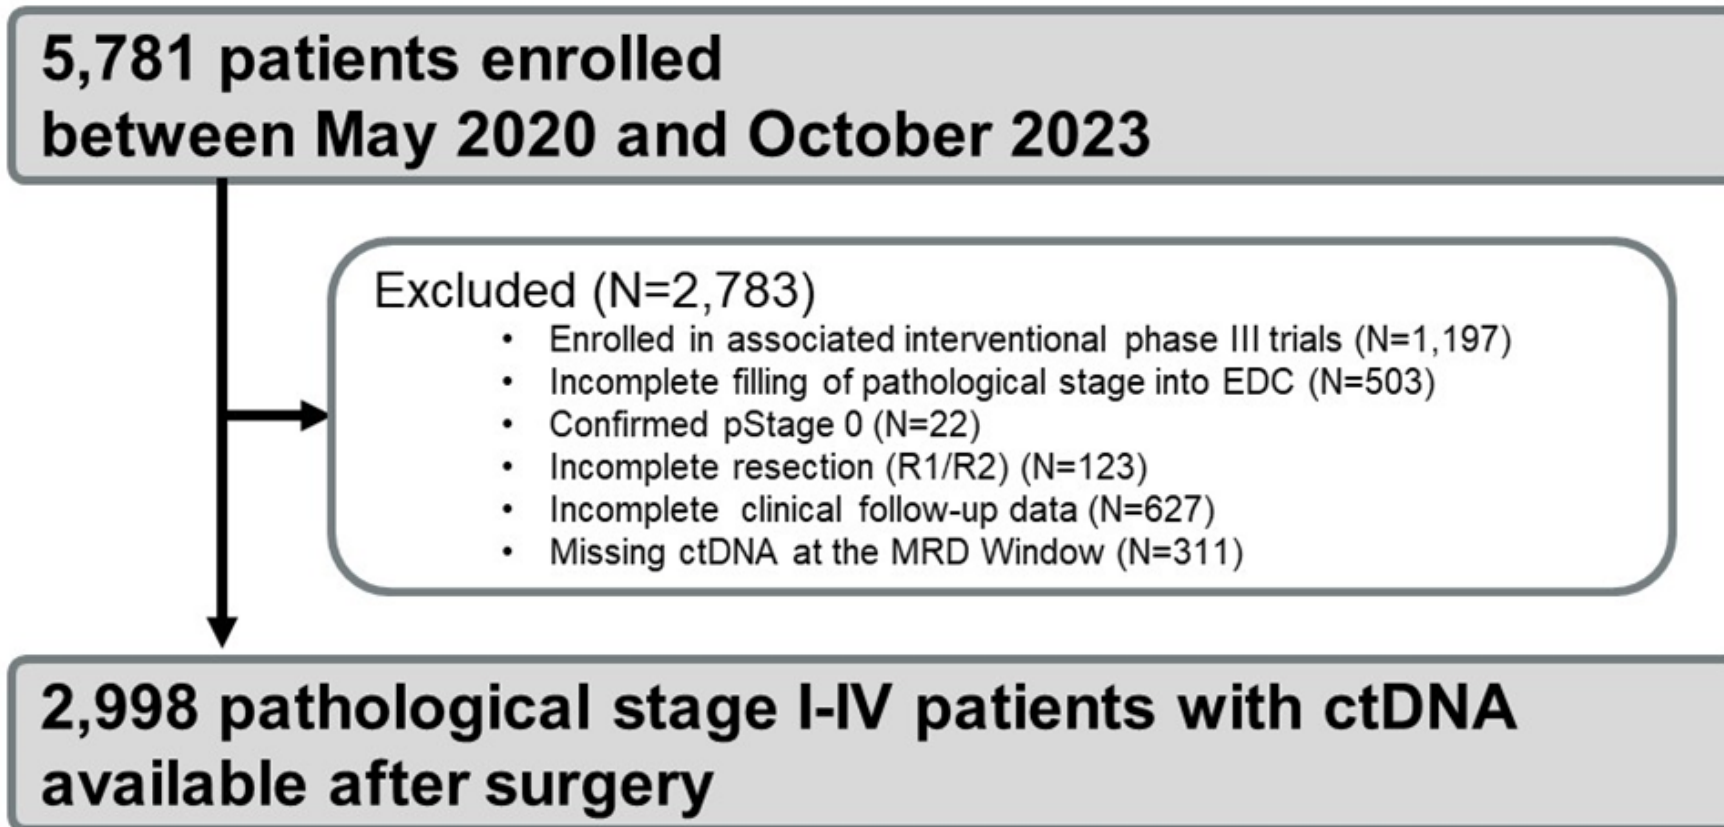 5,781 patients enrolled
between May 2020 and October 2023
Excluded (N=2,783)
• Enrolled in associated interventional phase III trials (N=1,197)
• Incomplete filling of pathological stage into EDC (N=503)
• Confirmed pStage 0 (N=22)
• Incomplete resection (R1/R2) (N=123)
• Incomplete clinical follow-up data (N=627)
• Missing ctDNA at the MRD Window (N=311)
2,998 pathological stage I-IV patients with ctDNA
available after surgery